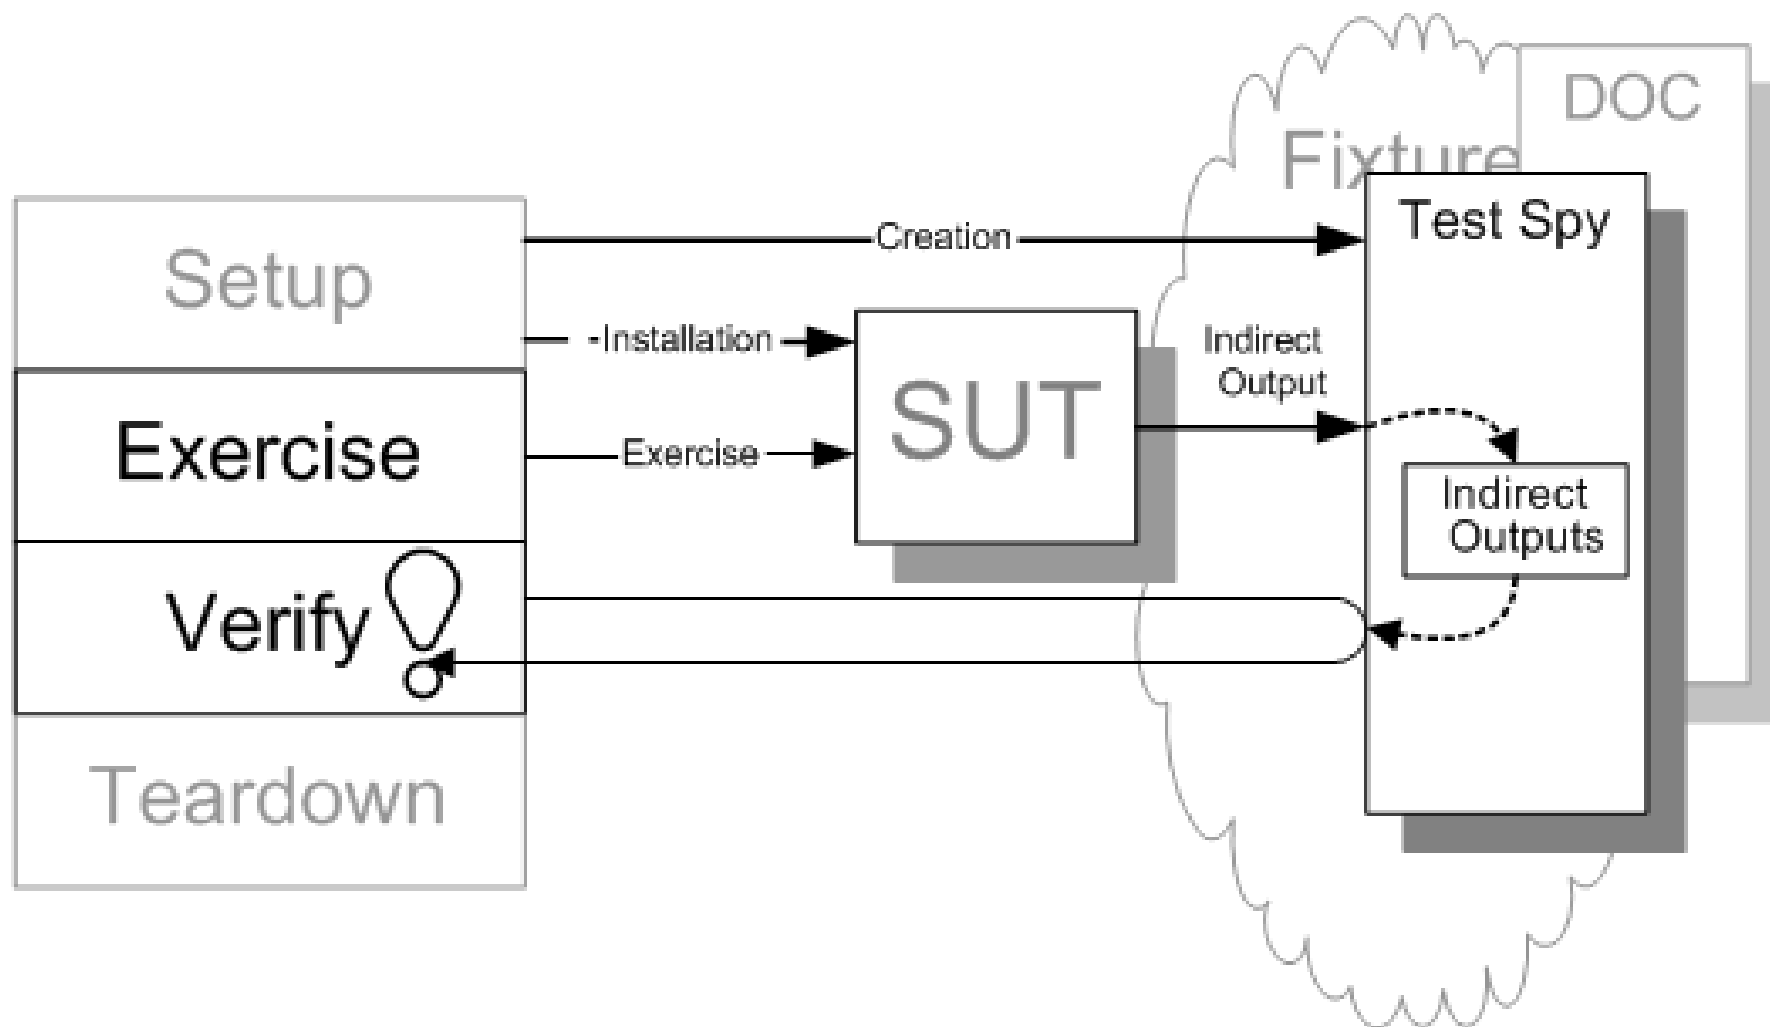 DOC
Fixture
Test Spy
Creation
Setup
Installation
Indirect
Output
SUT
Exercise
Exercise
Indirect
Outputs
Verify
Teardown